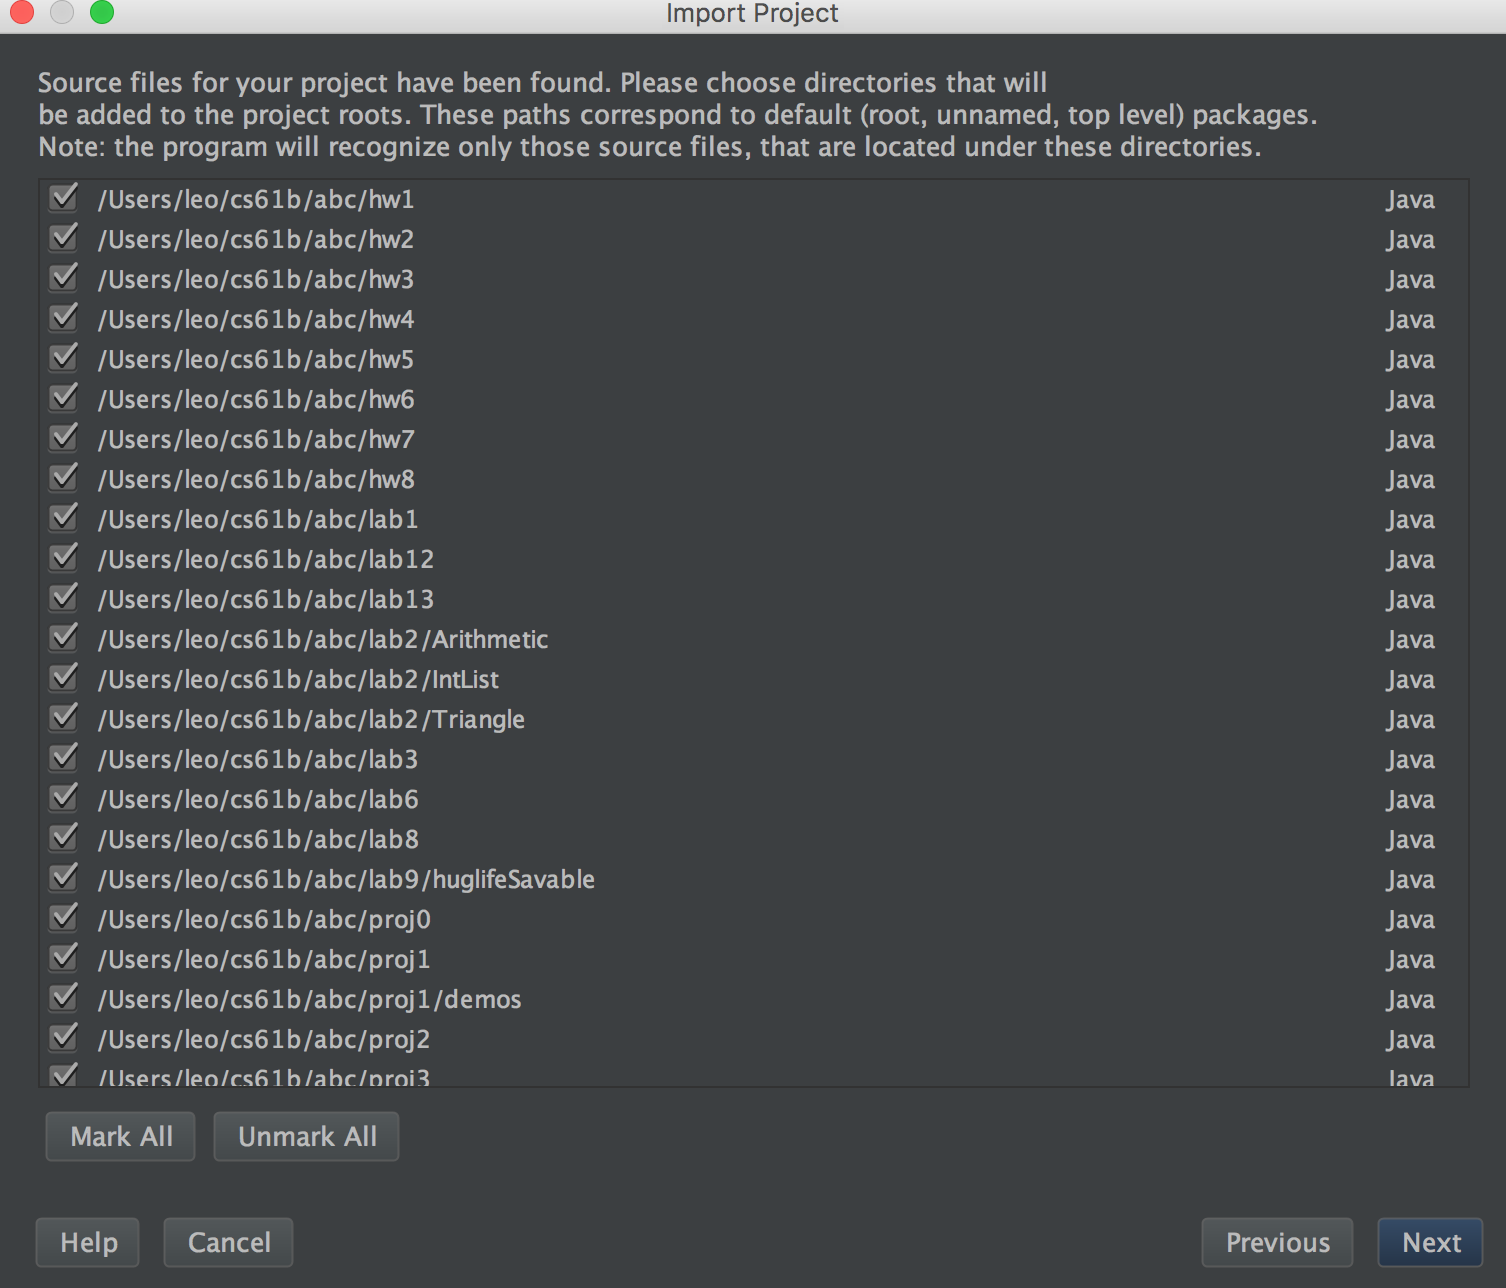 Import Project
Source files for your project have been found. Please choose directories that will
be added to the project roots. These paths correspond to default (root, unnamed, top level) packages.
Note: the program will recognize only those source files, that are located under these directories.
/Users/leo/cs61b/abc/hw1 Java
/Users/leo/cs61b/abc/hw2 Java
/Users/leo/cs61b/abc/hw3 Java
/Users/leo/cs61b/abc/hw4 Java
/Users/leo/cs61b/abc/hw5 Java
/Users/leo/cs61b/abc/hw6 Java
/Users/leo/cs61b/abc/hw7 Java
/Users/leo/cs61b/abc/hw8 Java
/Users/leo/cs61b/abc/lab1 Java
/Users/leo/cs61b/abc/lab12 Java
/Users/leo/cs61b/abc/lab13 Java
/Users/leo/cs61b/abc/lab2/Arithmetic Java
/Users/leo/cs61b/abc/lab2/IntList Java
/Users/leo/cs61b/abc/lab2/Triangle Java
/Users/leo/cs61b/abc/lab3 Java
/Users/leo/cs61b/abc/lab6 Java
/Users/leo/cs61b/abc/lab8 Java
/Users/leo/cs61b/abc/lab9/huglifeSavable Java
/Users/leo/cs61b/abc/proj0 Java
/Users/leo/cs61b/abc/proj1 Java
/Users/leo/cs61b/abc/proj1/demos Java
/Users/leo/cs61b/abc/proj2 Java
/Users/leo/cs61b/abc/proj3 Java
Mark All Unmark All
Help Cancel Previous Next